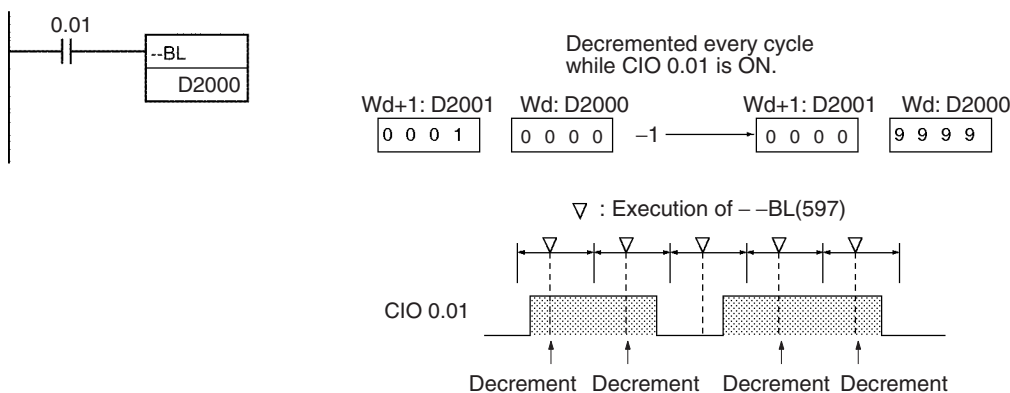 0.01
--BL
D2000
Decremented every cycle
while CIO 0.01 is ON.
Wd+1: D2001 Wd: D2000 Wd+1: D2001 Wd: D2000
0 0 0 1 0 0 0 0 −1 0 0 0 0 9 9 9 9
▽ : Execution of – –BL(597)
CIO 0.01
Decrement Decrement Decrement Decrement